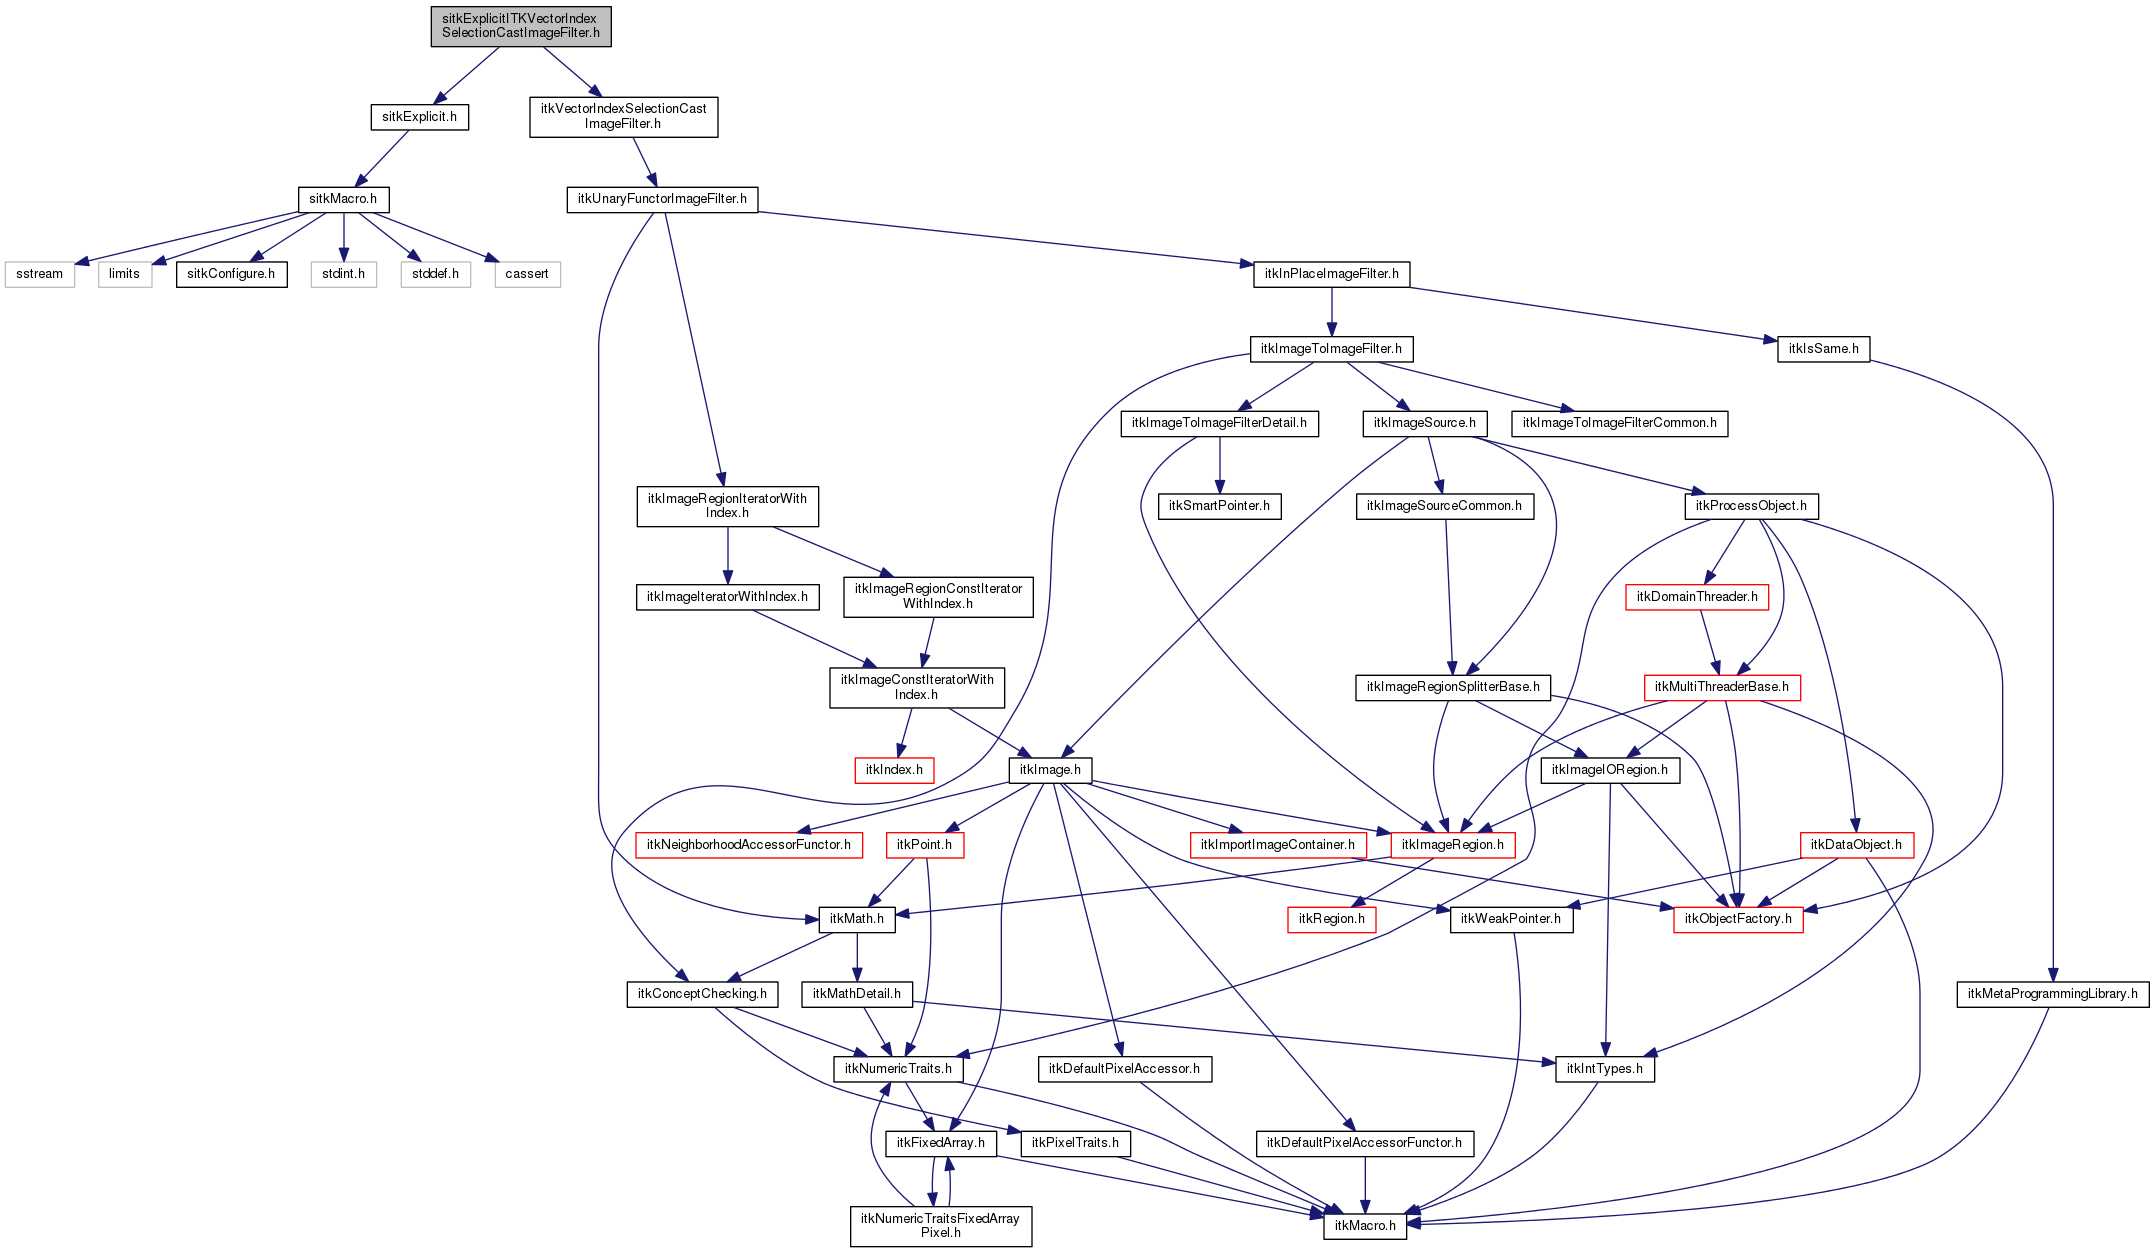 sitkExplicitITKVectorIndex
SelectionCastImageFilter.h
sitkExplicit.h
itkVectorIndexSelectionCast
ImageFilter.h
sitkMacro.h
itkUnaryFunctorImageFilter.h
sstream
limits
sitkConfigure.h
stdint.h
stddef.h
cassert
itkInPlaceImageFilter.h
itkImageToImageFilter.h
itkIsSame.h
itkImageToImageFilterDetail.h
itkImageSource.h
itkImageToImageFilterCommon.h
itkImageRegionIteratorWith
Index.h
itkSmartPointer.h
itkImageSourceCommon.h
itkProcessObject.h
itkImageIteratorWithIndex.h
itkImageRegionConstIterator
WithIndex.h
itkDomainThreader.h
itkImageConstIteratorWith
Index.h
itkImageRegionSplitterBase.h
itkMultiThreaderBase.h
itkIndex.h
itkImage.h
itkImageIORegion.h
itkNeighborhoodAccessorFunctor.h
itkPoint.h
itkImportImageContainer.h
itkImageRegion.h
itkDataObject.h
itkMath.h
itkRegion.h
itkWeakPointer.h
itkObjectFactory.h
itkConceptChecking.h
itkMathDetail.h
itkMetaProgrammingLibrary.h
itkNumericTraits.h
itkDefaultPixelAccessor.h
itkIntTypes.h
itkFixedArray.h
itkPixelTraits.h
itkDefaultPixelAccessorFunctor.h
itkNumericTraitsFixedArray
Pixel.h
itkMacro.h